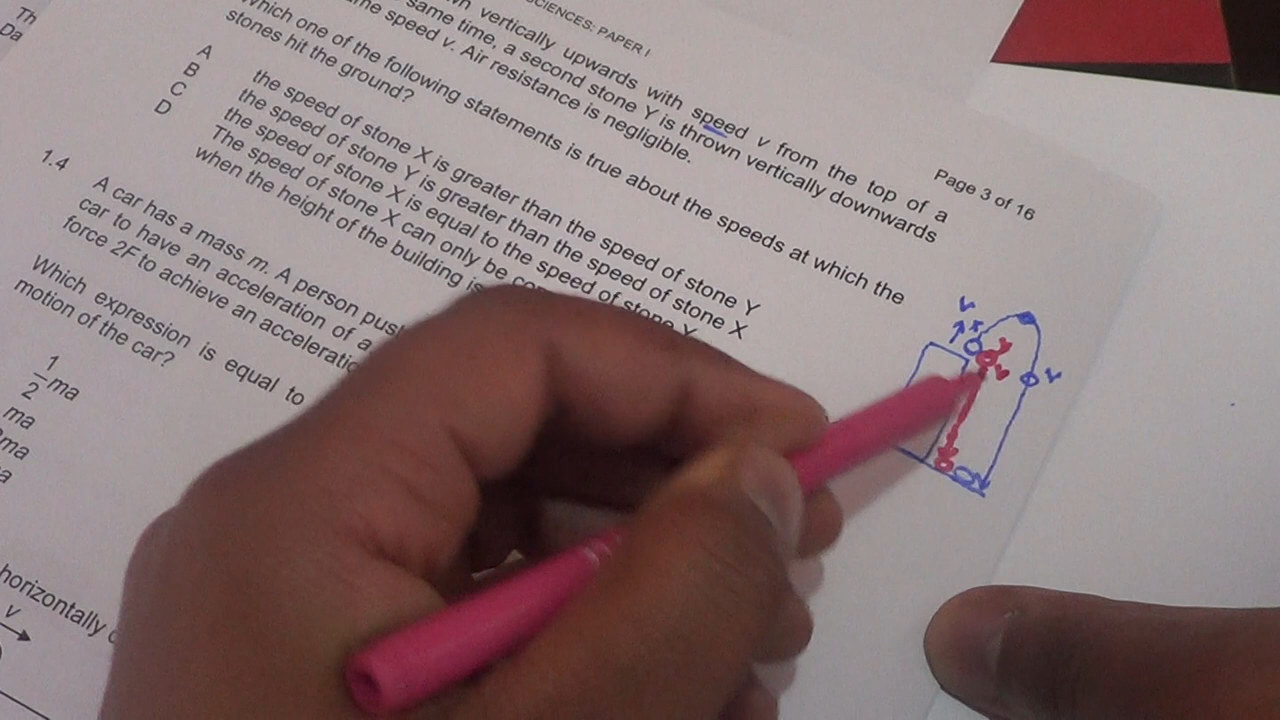 SCIENCES: PAPER I
Page 3 of 16
vertically upwards with speed v from the top of a
same time, a second stone Y is thrown vertically downwards
speed v. Air resistance is negligible.
Which one of the following statements is true about the speeds at which the
stones hit the ground?
A the speed of stone X is greater than the speed of stone Y
B the speed of stone Y is greater than the speed of stone X
C the speed of stone X is equal to the speed of stone Y
D The speed of stone X can only be
when the height of the building is
1.4 A car has a mass m. A person
car to have an acceleration of a
force 2F to achieve an
Which expression is equal to
motion of the car?
1/2 ma
ma
ma
horizontally
v
v
x
y
v
v